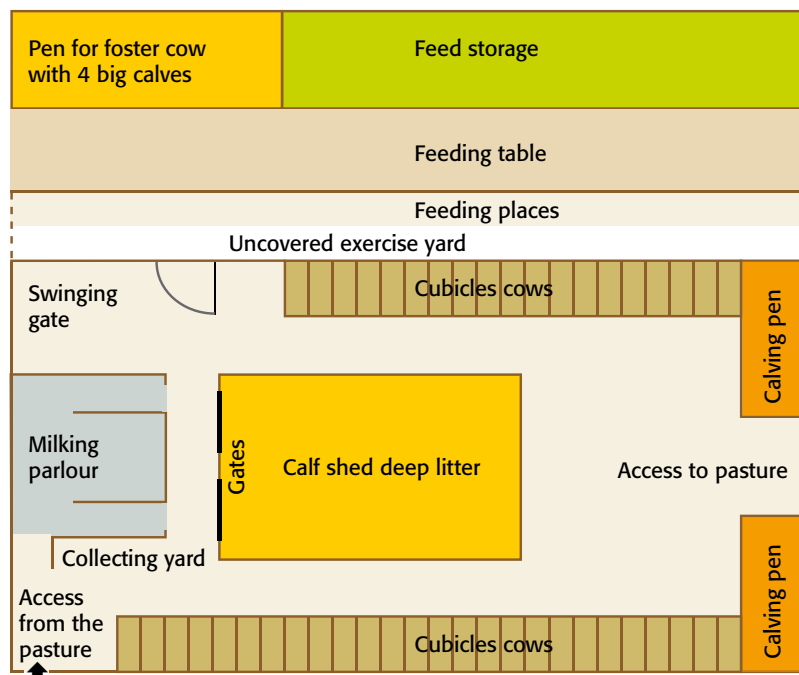 Pen for foster cow
with 4 big calves
Feed storage
Feeding table
Feeding places
Uncovered exercise yard
Swinging
gate
Cubicles cows
Calving pen
Milking
parlour
Gates
Calf shed deep litter
Access to pasture
Collecting yard
Access
from the
pasture
Cubicles cows
Calving pen